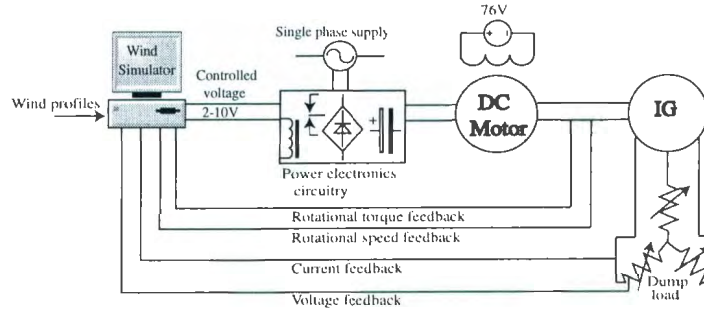 76V
Single phase supply
Wind
Simulator
Controlled
voltage
2-10V
Wind profiles
DC
Motor
IG
+
Power electronics
circuitry
Rotational torque feedback
Rotational speed feedback
Current feedback
Voltage feedback
Dump
load